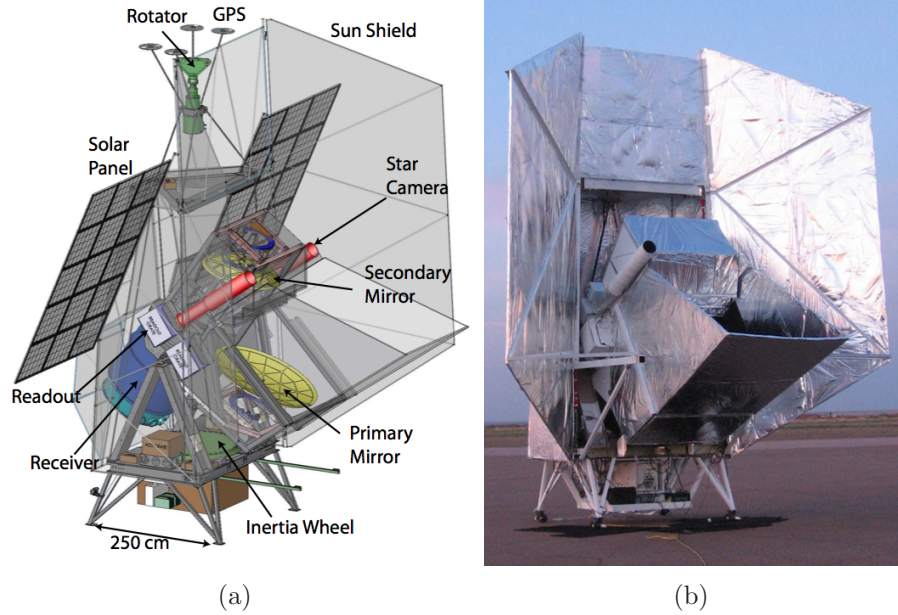 Rotator
GPS
Sun Shield
Solar
Panel
Star
Camera
Secondary
Mirror
Readout
Receiver
Primary
Mirror
Inertia Wheel
250 cm
(a)
(b)